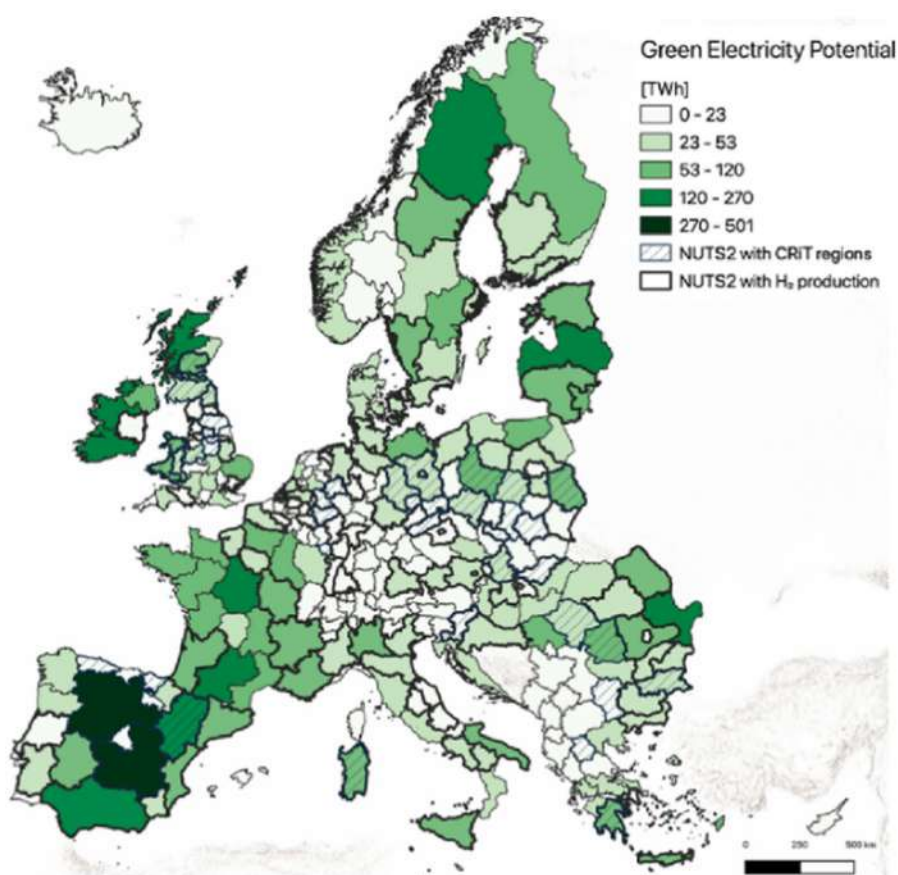 Green Electricity Potential
[TWh]
0 - 23
23 - 53
53 - 120
120 - 270
270 - 501
NUTS2 with CRiT regions
NUTS2 with H₂ production
0 250 500 km